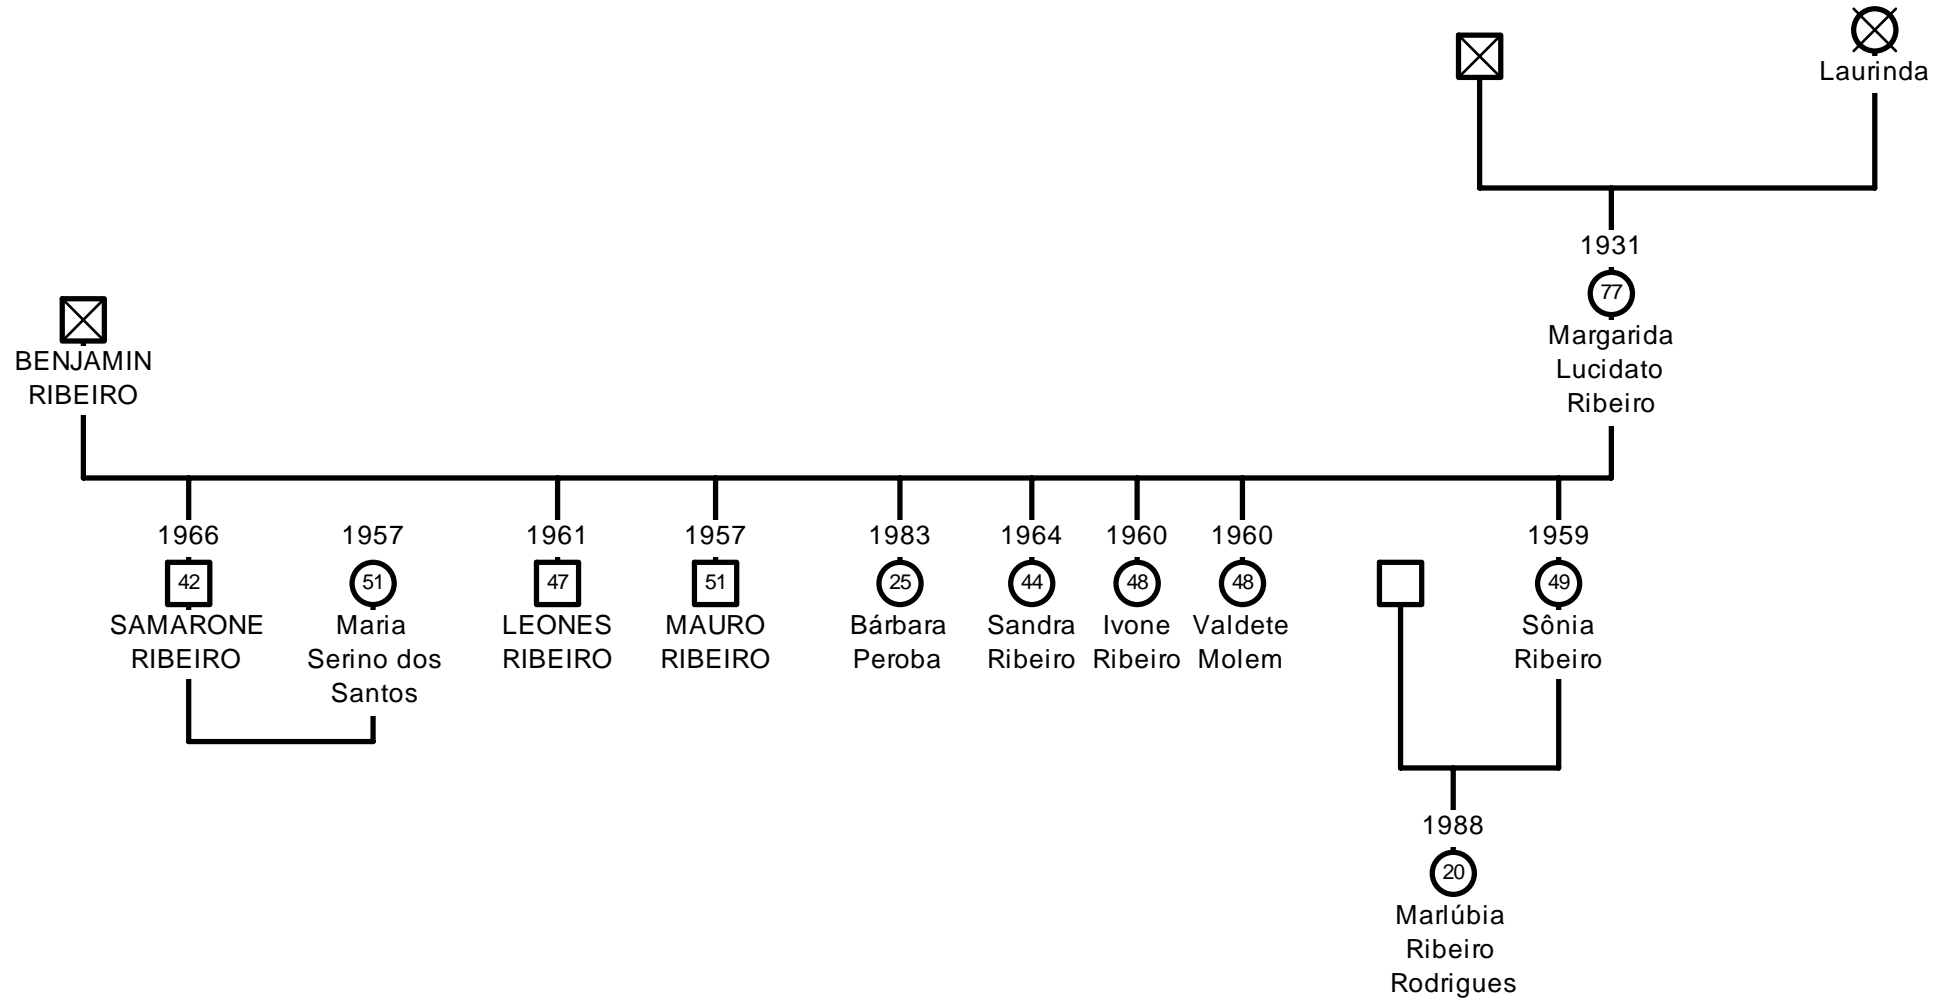 Laurinda
1931
77
Margarida
Lucidato
Ribeiro
BENJAMIN
RIBEIRO
1966
42
SAMARONE
RIBEIRO
1957
51
Maria
Serino dos
Santos
1961
47
LEONES
RIBEIRO
1957
51
MAURO
RIBEIRO
1983
25
Bárbara
Peroba
1964
44
Sandra
Ribeiro
1960
48
Ivone
Ribeiro
1960
48
Valdete
Molem
1959
49
Sônia
Ribeiro
1988
20
Marlúbia
Ribeiro
Rodrigues